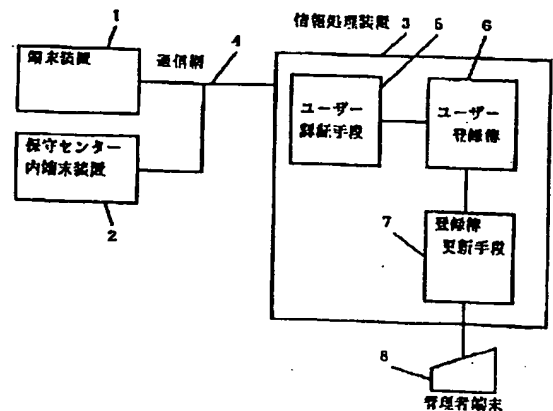 1
端末装置
通信網
4
情報処理装置
3
5
6
ユーザー
認証手段
ユーザー
登録簿
保守センター
内端末装置
2
7
登録簿
更新手段
8
管理者端末